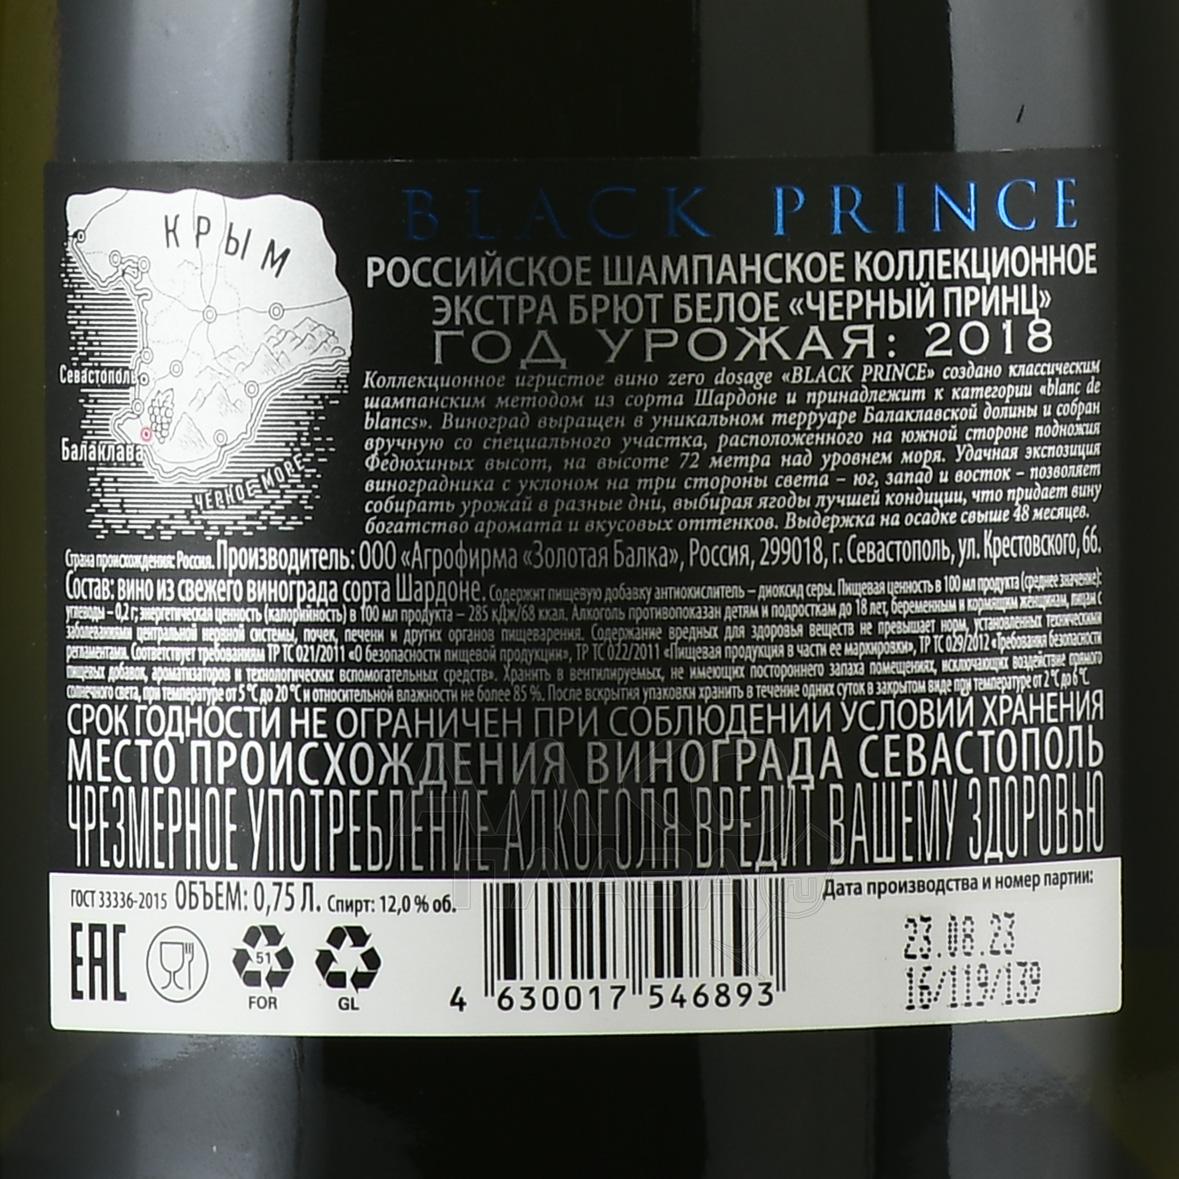 КРЫМ
Севастополь
Балаклава
ЧЕРНОЕ МОРЕ
BLACK PRINCE
РОССИЙСКОЕ ШАМПАНСКОЕ КОЛЛЕКЦИОННОЕ
ЭКСТРА БРЮТ БЕЛОЕ «ЧЕРНЫЙ ПРИНЦ»
ГОД УРОЖАЯ: 2018
Коллекционное игристое вино zero dosage «BLACK PRINCE» создано классическим
шампанским методом из сорта Шардоне и принадлежит к категории «blanc de
blancs». Виноград выращен в уникальном терруаре Балаклавской долины и собран
вручную со специального участка, расположенного на южной стороне подножия
Федюхиных высот, на высоте 72 метра над уровнем моря. Удачная экспозиция
виноградника с уклоном на три стороны света – юг, запад и восток – позволяет
собирать урожай в разные дни, выбирая ягоды лучшей кондиции, что придает вину
богатство аромата и вкусовых оттенков. Выдержка на осадке свыше 48 месяцев.
Страна происхождения: Россия. Производитель: ООО «Агрофирма «Золотая Балка», Россия, 299018, г. Севастополь, ул. Крестовского, 66.
Состав: вино из свежего винограда сорта Шардоне. Содержит пищевую добавку антиокислитель – диоксид серы. Пищевая ценность в 100 мл продукта (среднее значение):
углеводы – 0,2 г; энергетическая ценность (калорийность) в 100 мл продукта – 285 кДж/68 ккал. Алкоголь противопоказан детям и подросткам до 18 лет, беременным и кормящим женщинам, лицам с
заболеваниями центральной нервной системы, почек, печени и других органов пищеварения. Содержание вредных для здоровья веществ не превышает норм, установленных техническими
регламентами. Соответствует требованиям ТР ТС 021/2011 «О безопасности пищевой продукции», ТР ТС 022/2011 «Пищевая продукция в части ее маркировки», ТР ТС 029/2012 «Требования безопасности
пищевых добавок, ароматизаторов и технологических вспомогательных средств». Хранить в вентилируемых, не имеющих постороннего запаха помещениях, исключающих воздействие прямого
солнечного света, при температуре от 5 °С до 20 °С и относительной влажности не более 85 %. После вскрытия упаковки хранить в течение одних суток в закрытом виде при температуре от 2 °С до 6 °С.
СРОК ГОДНОСТИ НЕ ОГРАНИЧЕН ПРИ СОБЛЮДЕНИИ УСЛОВИЙ ХРАНЕНИЯ
МЕСТО ПРОИСХОЖДЕНИЯ ВИНОГРАДА СЕВАСТОПОЛЬ
ЧРЕЗМЕРНОЕ УПОТРЕБЛЕНИЕ АЛКОГОЛЯ ВРЕДИТ ВАШЕМУ ЗДОРОВЬЮ
ГОСТ 33336-2015 ОБЪЕМ: 0,75 Л. Спирт: 12,0 % об.
Дата производства и номер партии:
23.08.23
16/119/139
EAC
51
FOR
GL
4 630017 546893